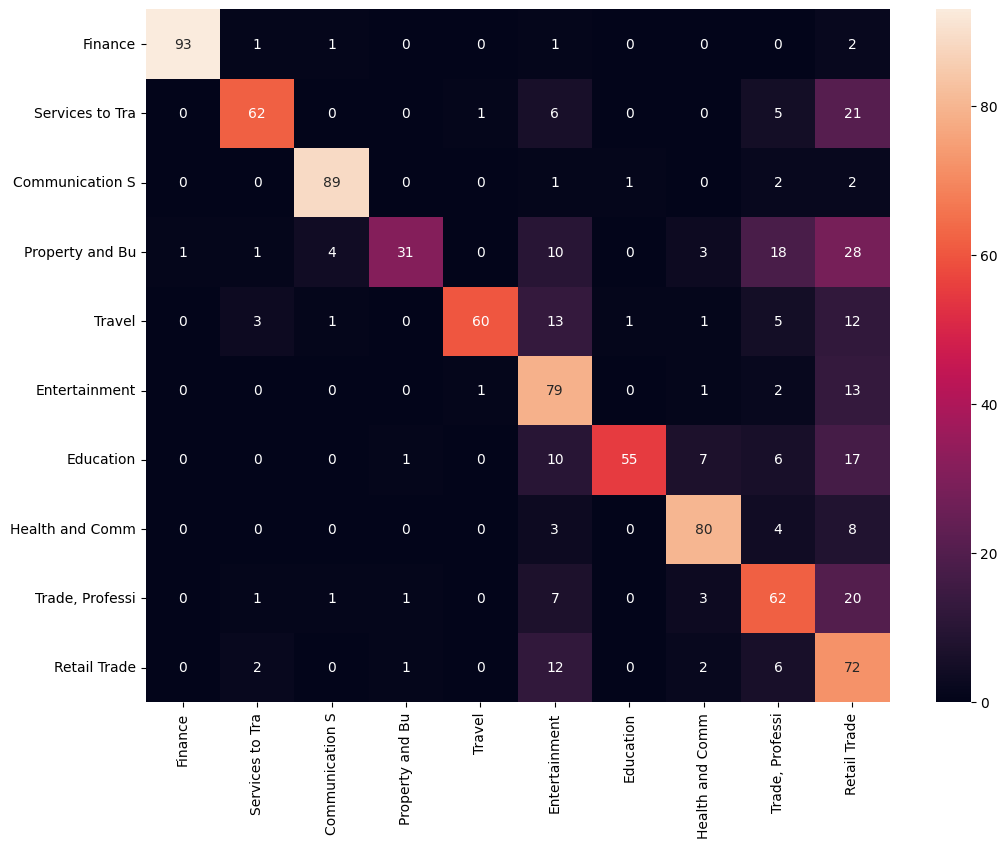 Finance 93 1 1 0 0 1 0 0 0 2
Services to Tra 0 62 0 0 1 6 0 0 5 21
80
Communication S 0 0 89 0 0 1 1 0 2 2
Property and Bu 1 1 4 31 0 10 0 3 18 28
60
Travel 0 3 1 0 60 13 1 1 5 12
Entertainment 0 0 0 0 1 79 0 1 2 13
40
Education 0 0 0 1 0 10 55 7 6 17
Health and Comm 0 0 0 0 3 0 80 4 8
20
Trade, Professi 0 1 1 1 0 7 0 3 62 20
Retail Trade 0 2 0 1 0 12 0 2 6 72
0
Finance
Services to Tra
Communication S
Property and Bu
Travel
Entertainment
Education
Health and Comm
Trade, Professi
Retail Trade